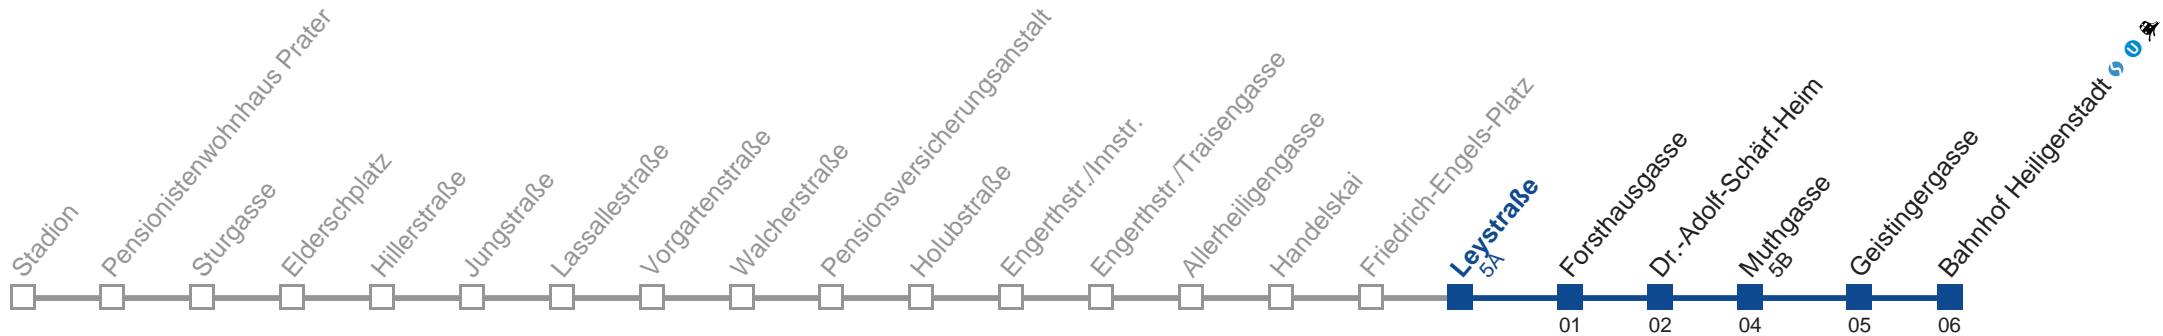 Stadion
Pensionistenwohnhaus Prater
Sturgasse
Elderschplatz
Hillerstraße
Jungstraße
Lassallestraße
Vorgartenstraße
Walcherstraße
Pensionsversicherungsanstalt
Holubstraße
Engerthstr./Innstr.
Engerthstr./Traisengasse
Allerheiligengasse
Handelskai
Friedrich-Engels-Platz
Leystraße
5A
Forsthausgasse
Dr.-Adolf-Schärf-Heim
Muthgasse
5B
Geistingergasse
Bahnhof Heiligenstadt S U
01
02
04
05
06